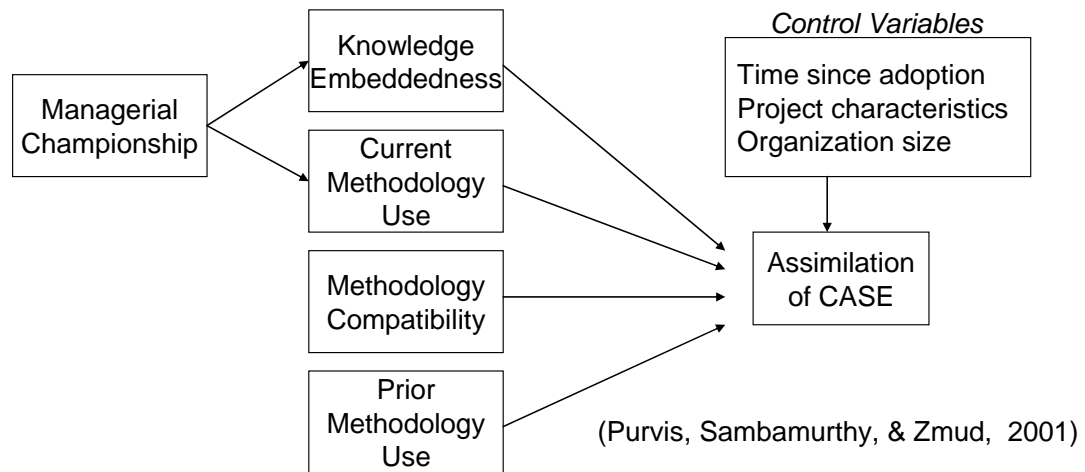 Managerial
Championship
Knowledge
Embeddedness
Current
Methodology
Use
Methodology
Compatibility
Prior
Methodology
Use
Control Variables
Time since adoption
Project characteristics
Organization size
Assimilation
of CASE
(Purvis, Sambamurthy, & Zmud, 2001)